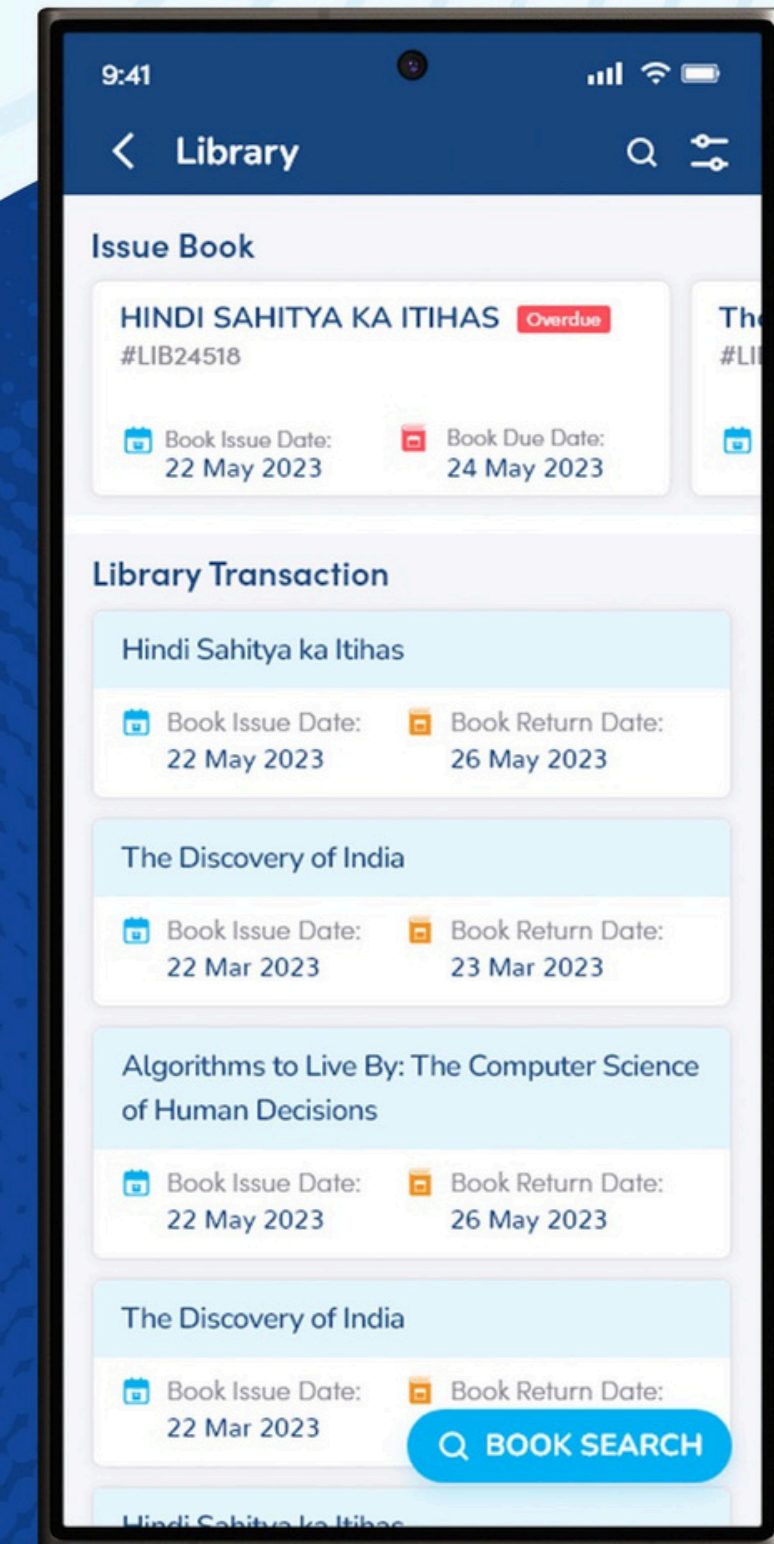 9:41
Library
Issue Book
HINDI SAHITYA KA ITIHAS Overdue
#LIB24518
Book Issue Date: Book Due Date:
22 May 2023 24 May 2023
Library Transaction
Hindi Sahitya ka Itihas
Book Issue Date: Book Return Date:
22 May 2023 26 May 2023
The Discovery of India
Book Issue Date: Book Return Date:
22 Mar 2023 23 Mar 2023
Algorithms to Live By: The Computer Science
of Human Decisions
Book Issue Date: Book Return Date:
22 May 2023 26 May 2023
The Discovery of India
Book Issue Date: Book Return Date:
22 Mar 2023
BOOK SEARCH
Hindi Sahitya ka Itihas